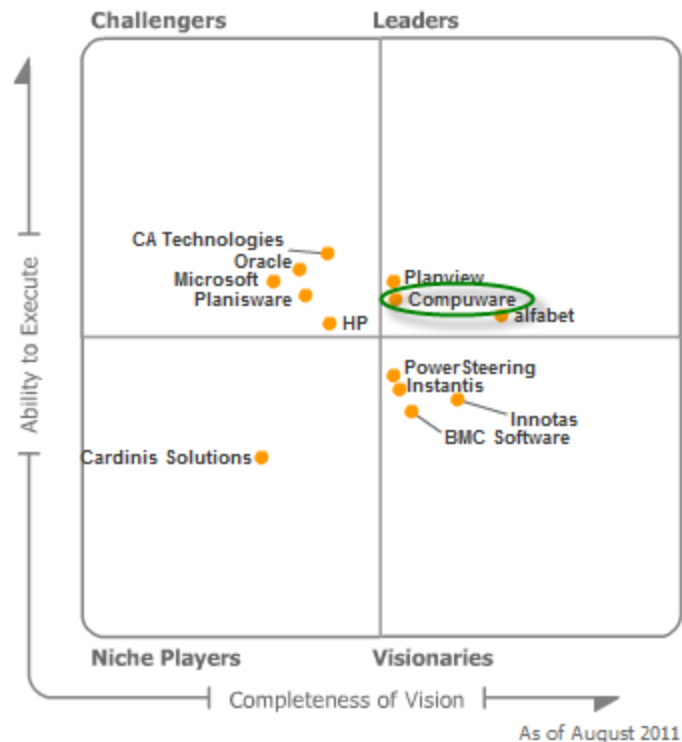 Challengers
Leaders
Ability to Execute
CA Technologies
Oracle
Microsoft
Planisware
HP
Planview
Compuware
alfabet
PowerSteering
Instantis
Innotas
BMC Software
Cardinis Solutions
Niche Players
Visionaries
Completeness of Vision
As of August 2011